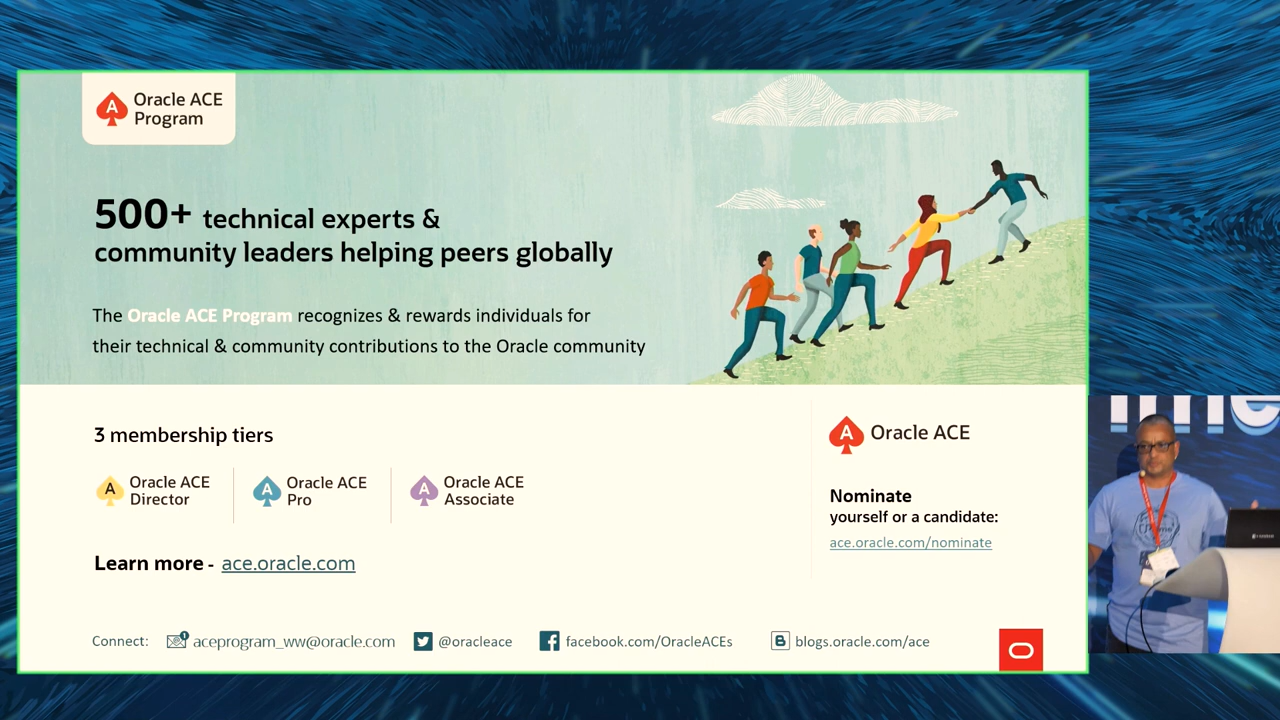 Oracle ACE
Program
500+ technical experts &
community leaders helping peers globally
The Oracle ACE Program recognizes & rewards individuals for
their technical & community contributions to the Oracle community
3 membership tiers
A Oracle ACE
Director
A Oracle ACE
Pro
A Oracle ACE
Associate
Learn more - ace.oracle.com
A Oracle ACE
Nominate
yourself or a candidate:
ace.oracle.com/nominate
Connect: aceprogram_ww@oracle.com @oracleace facebook.com/OracleACEs blogs.oracle.com/ace